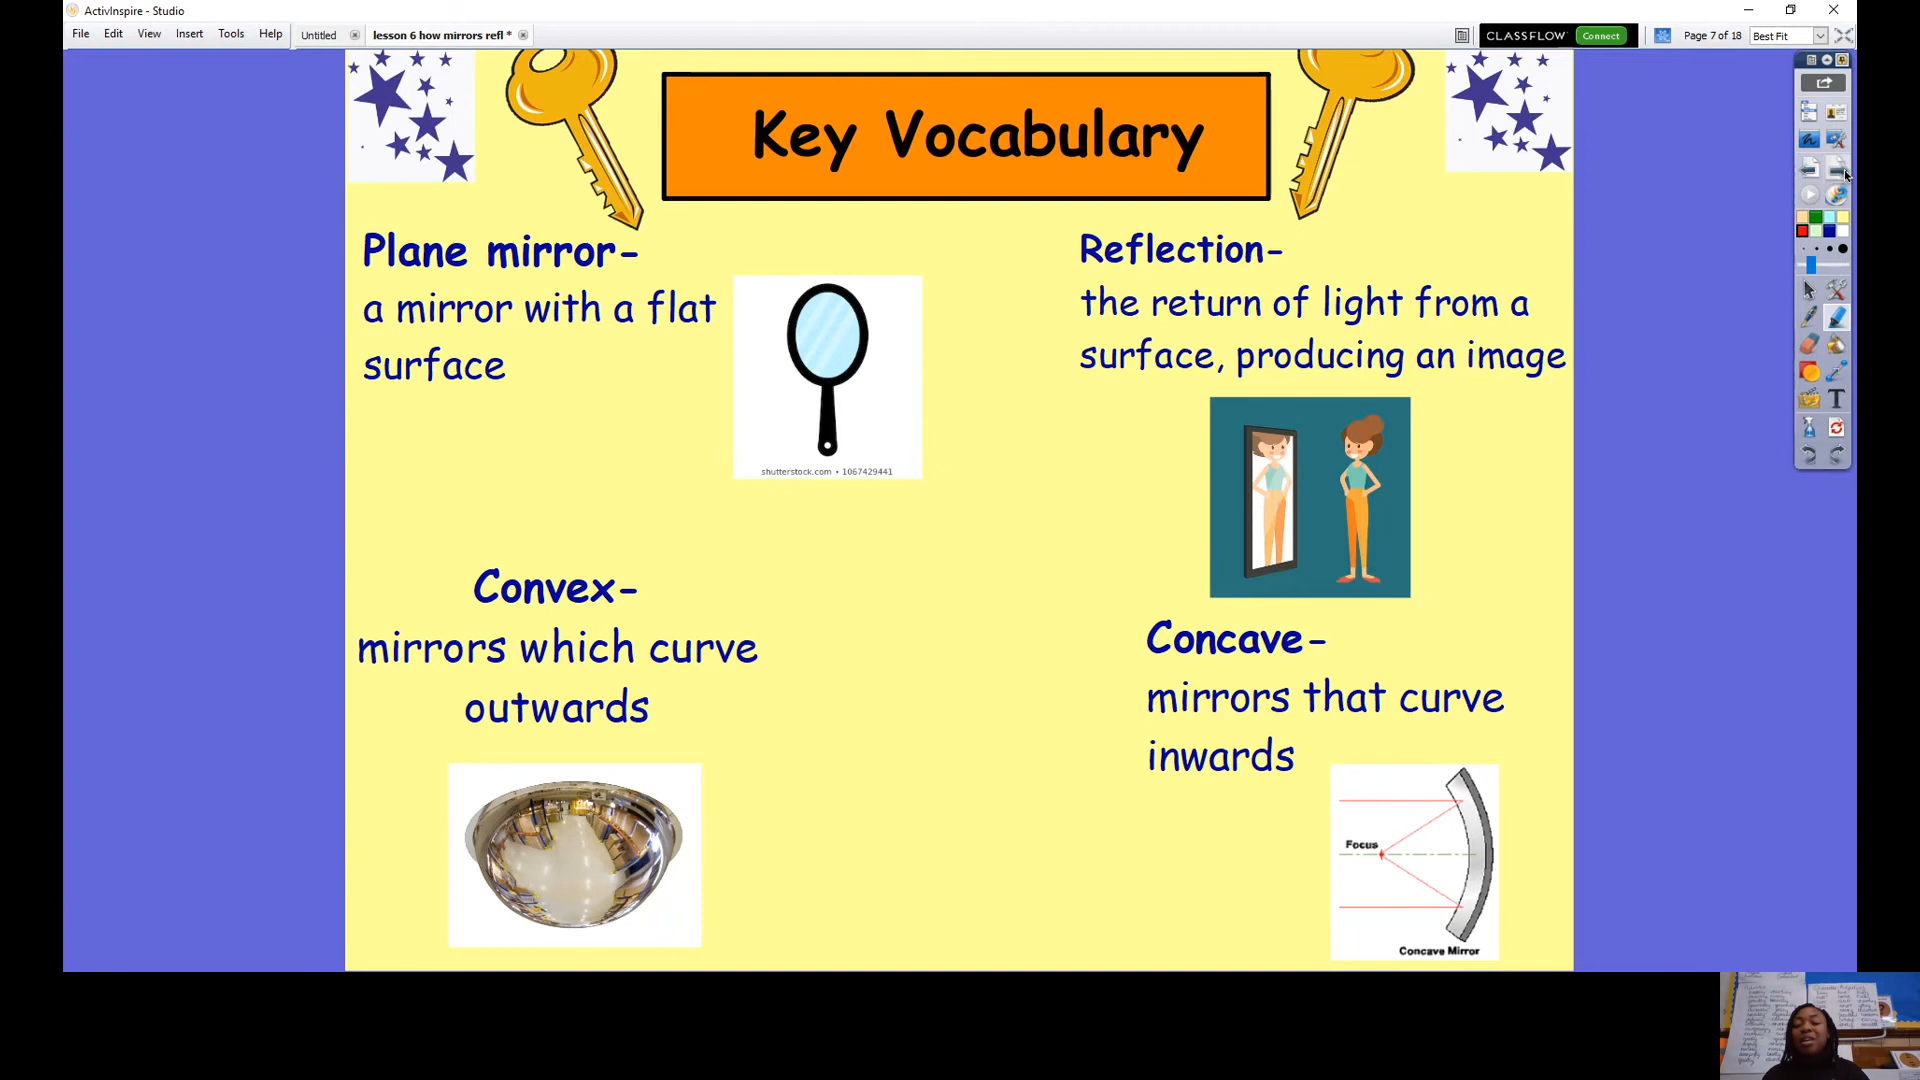 ActivInspire - Studio
File Edit View Insert Tools Help
Untitled
lesson 6 how mirrors refl *
CLASSFLOW Connect
Page 7 of 18
Best Fit
Key Vocabulary
Plane mirror-
a mirror with a flat
surface
shutterstock.com • 1067429441
Reflection-
the return of light from a
surface, producing an image
Convex-
mirrors which curve
outwards
Concave-
mirrors that curve
inwards
Focus
Concave Mirror